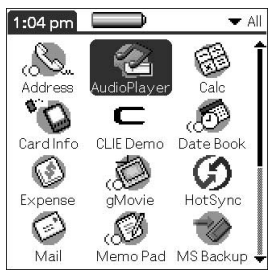 1:04 pm All
Address AudioPlayer Calc
Card Info CLIE Demo Date Book
Expense gMovie HotSync
Mail Memo Pad MS Backup